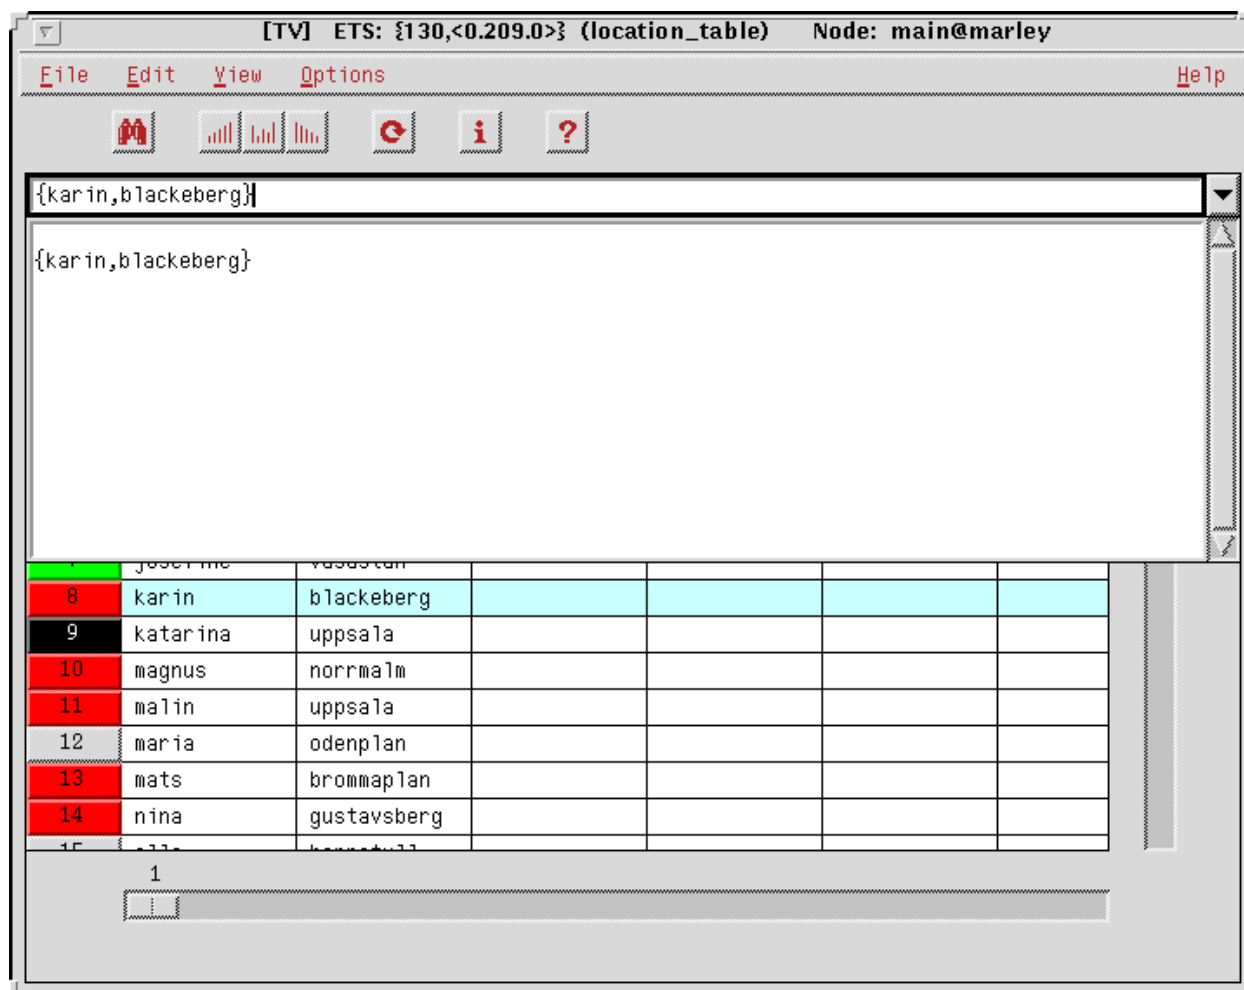 [TV] ETS: {130,<0.209.0>} (location_table) Node: main@marley
File Edit View Options Help
i ?
{karin,blackeberg}
{karin,blackeberg}
8 karin blackeberg
9 katarina uppsala
10 magnus norrmalm
11 malin uppsala
12 maria odenplan
13 mats brommaplan
14 nina gustavsberg
1